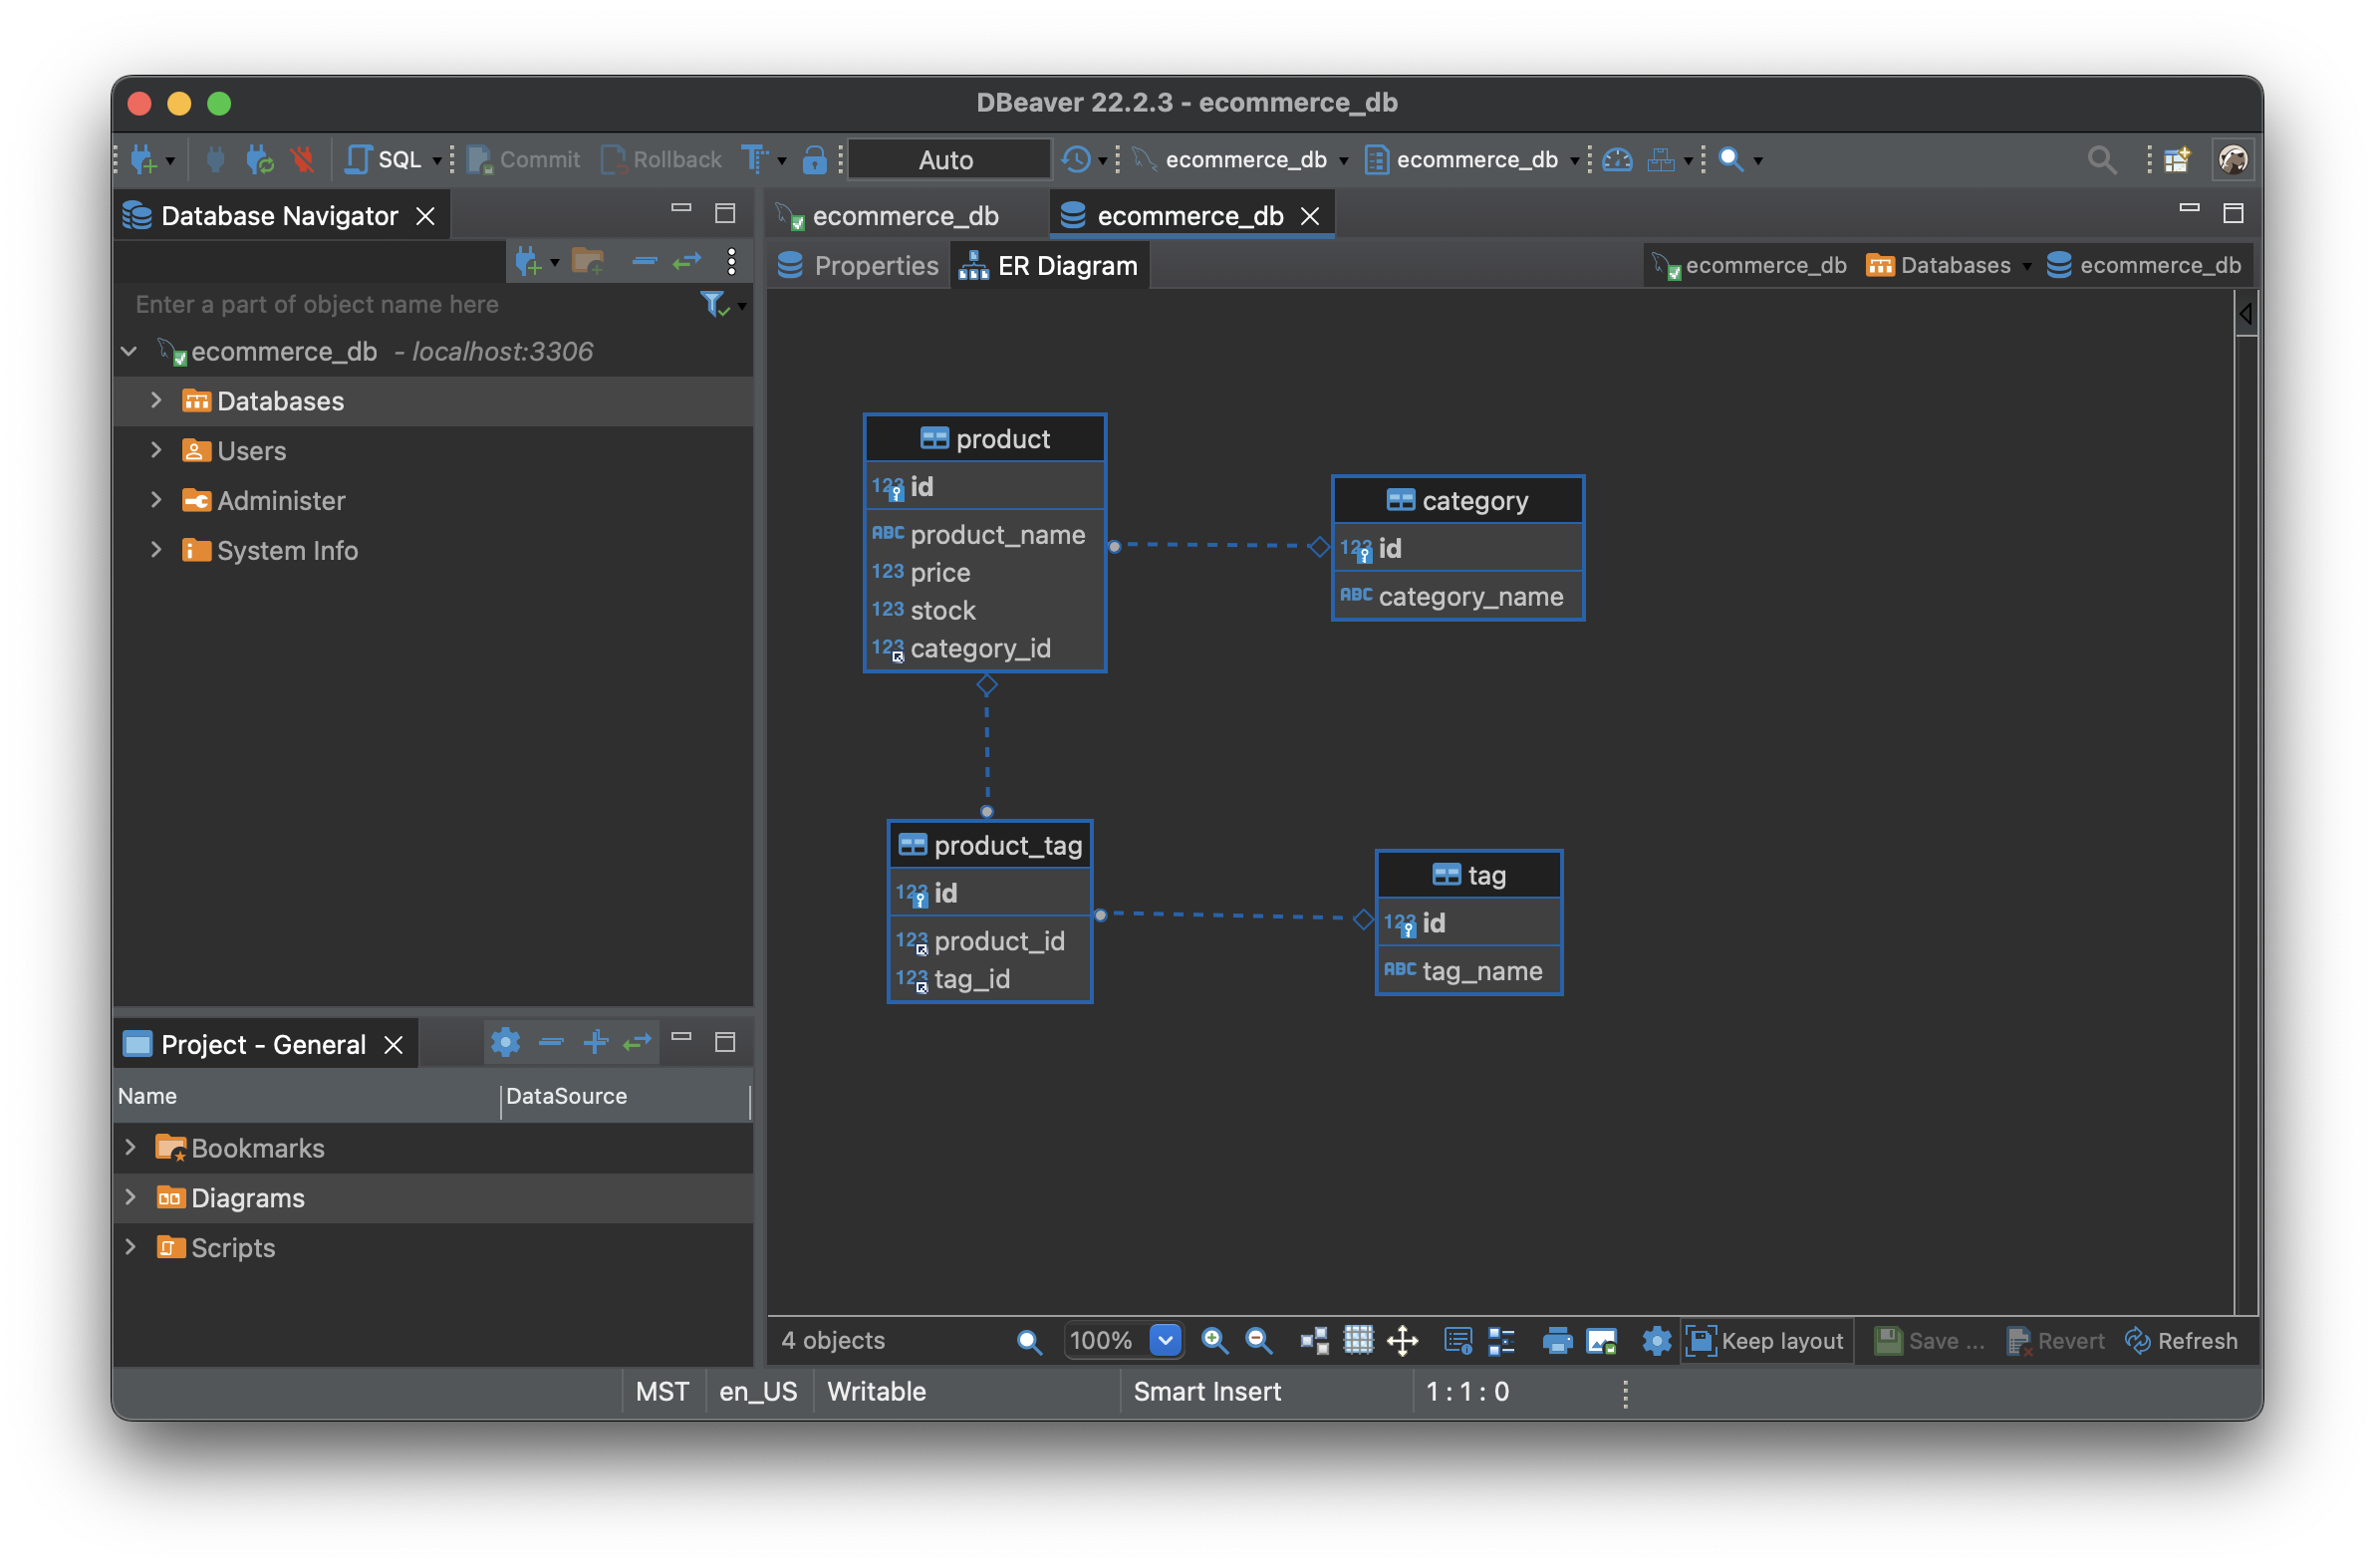 DBeaver 22.2.3 - ecommerce_db
SQL Commit Rollback Auto ecommerce_db ecommerce_db
Database Navigator
Enter a part of object name here
ecommerce_db - localhost:3306
Databases
Users
Administer
System Info
Project - General
Name DataSource
Bookmarks
Diagrams
Scripts
ecommerce_db ecommerce_db
Properties ER Diagram ecommerce_db Databases ecommerce_db
product
123 id
ABC product_name
123 price
123 stock
123 category_id
category
123 id
ABC category_name
product_tag
123 id
123 product_id
123 tag_id
tag
123 id
ABC tag_name
4 objects 100% Keep layout Save ... Revert Refresh
MST en_US Writable Smart Insert 1 : 1 : 0